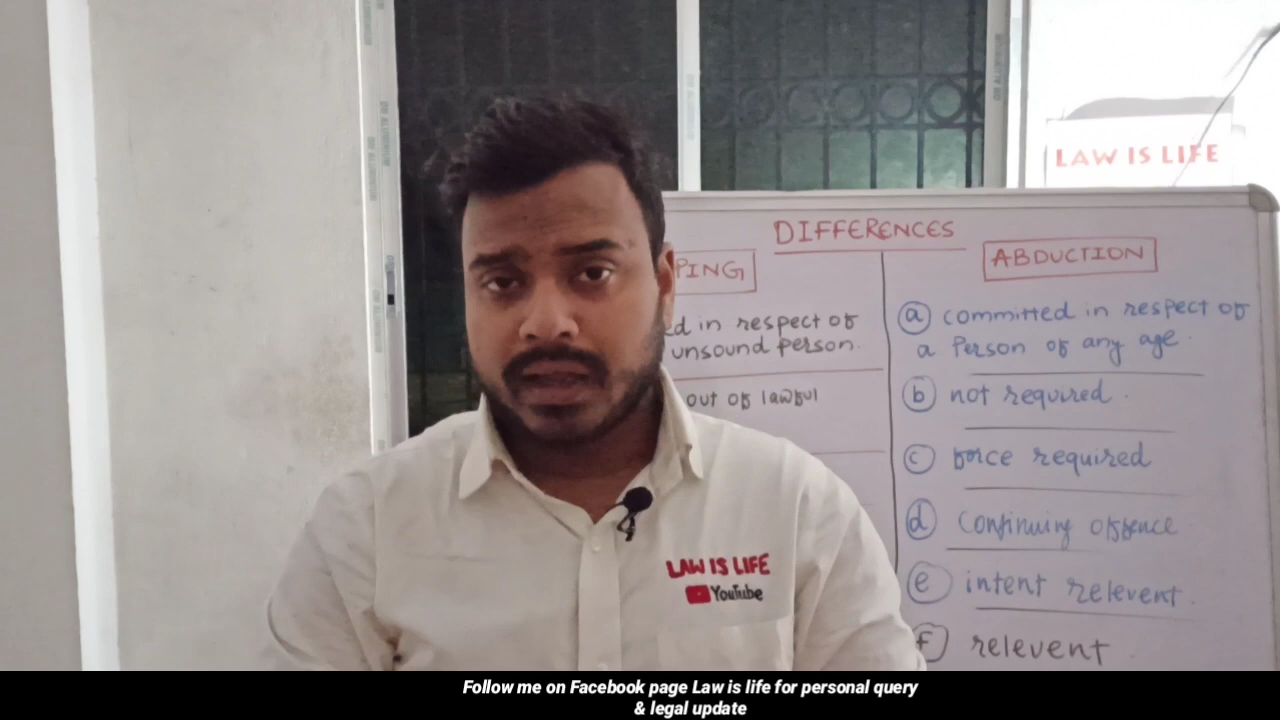 LAW IS LIFE
DIFFERENCES
PING
ABDUCTION
ed in respect of
unsound person.
out of lawful
ⓐ committed in respect of
a Person of any age.
ⓑ not required.
ⓒ force required
ⓓ continuing offence
ⓔ intent relevent.
ⓕ relevent
LAW IS LIFE
YouTube
Follow me on Facebook page Law is life for personal query
& legal update